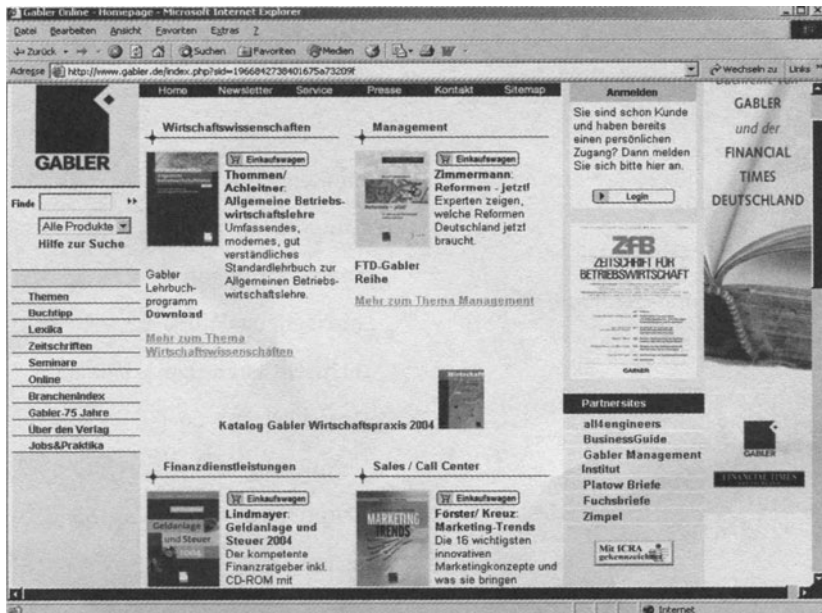 Gabler Online - Homepage - Microsoft Internet Explorer
Datei Bearbeiten Ansicht Favoriten Extras ?
Zurück Suchen Favoriten Medien
Adresse http://www.gabler.de/index.php?sid=1966842738401675a73209f Wechseln zu Links
Home Newsletter Service Presse Kontakt Sitemap
GABLER
Finde
Alle Produkte
Hilfe zur Suche
Themen
Buchtipp
Lexika
Zeitschriften
Seminare
Online
BranchenIndex
Gabler-75 Jahre
Über den Verlag
Jobs&Praktika
Wirtschaftswissenschaften
Einkaufswagen
Thommen/
Achleitner:
Allgemeine Betriebs-
wirtschaftslehre
Umfassendes,
modernes, gut
verständliches
Standardlehrbuch zur
Allgemeinen Betriebs-
wirtschaftslehre.
Gabler
Lehrbuch-
programm
Download
Mehr zum Thema
Wirtschaftswissenschaften
Management
Einkaufswagen
Zimmermann:
Reformen - jetzt!
Experten zeigen,
welche Reformen
Deutschland jetzt
braucht.
FTD-Gabler
Reihe
Mehr zum Thema Management
Katalog Gabler Wirtschaftspraxis 2004
Finanzdienstleistungen
Geldanlage
und Steuer
2004
Einkaufswagen
Lindmayer:
Geldanlage und
Steuer 2004
Der kompetente
Finanzratgeber inkl.
CD-ROM mit
Sales / Call Center
MARKETING
TRENDS
Einkaufswagen
Förster/ Kreuz:
Marketing-Trends
Die 16 wichtigsten
innovativen
Marketingkonzepte und
was sie bringen
Anmelden
Sie sind schon Kunde
und haben bereits
einen persönlichen
Zugang? Dann melden
Sie sich bitte hier an.
Login
ZfB
ZEITSCHRIFT FÜR
BETRIEBSWIRTSCHAFT
GABLER
Partnersites
all4engineers
BusinessGuide
Gabler Management
Institut
Platow Briefe
Fuchsbriefe
Zimpel
Mit ICRA
gekennzeichnet
GABLER
und der
FINANCIAL
TIMES
DEUTSCHLAND
GABLER
FINANCIAL TIMES
Internet